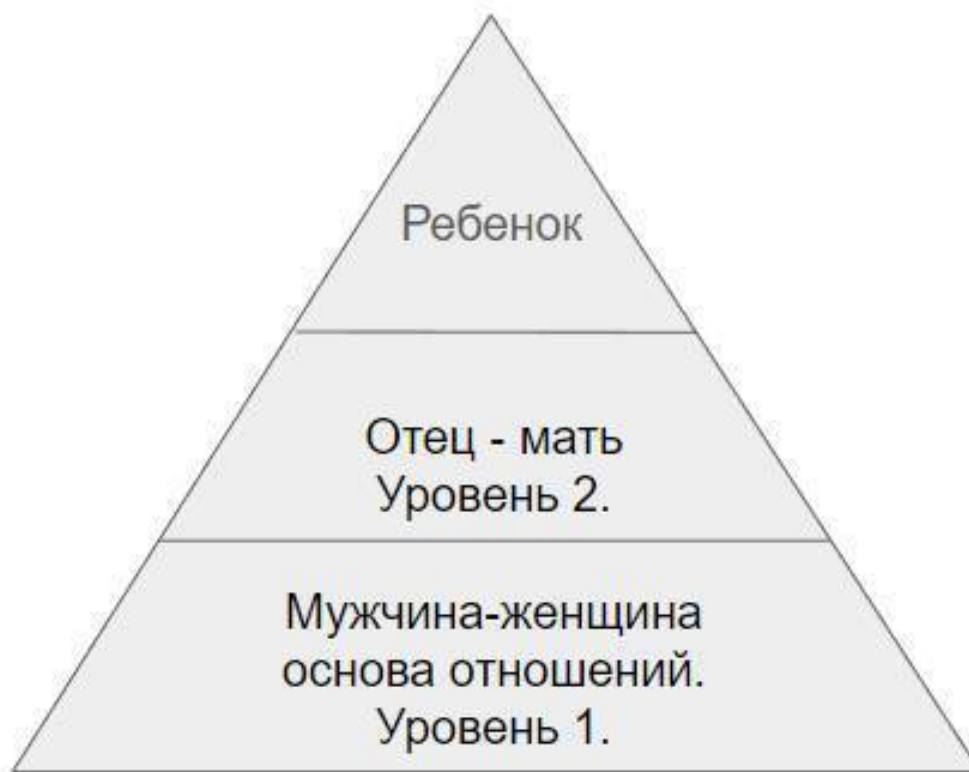 Ребенок
Отец - мать
Уровень 2.
Мужчина-женщина
основа отношений.
Уровень 1.